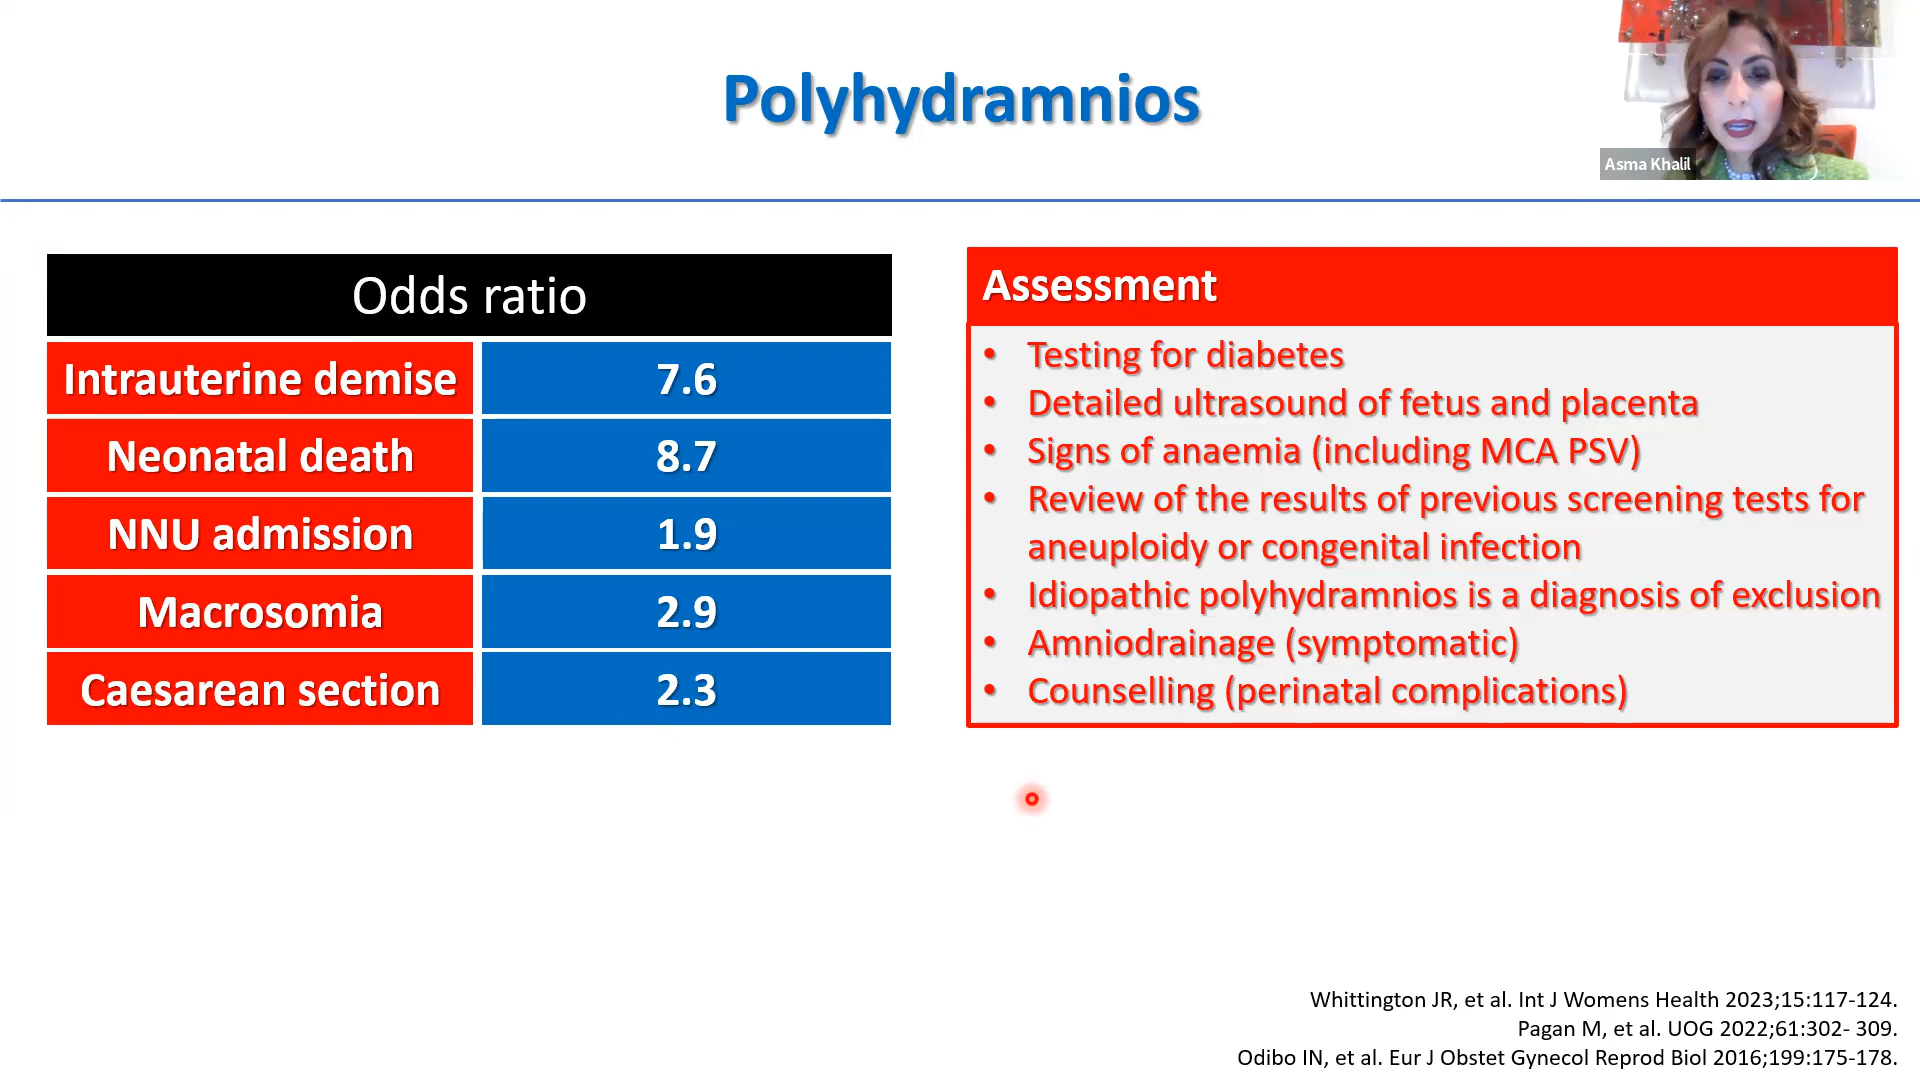 Polyhydramnios
Asma Khalil
Odds ratio
Intrauterine demise 7.6
Neonatal death 8.7
NNU admission 1.9
Macrosomia 2.9
Caesarean section 2.3
Assessment
• Testing for diabetes
• Detailed ultrasound of fetus and placenta
• Signs of anaemia (including MCA PSV)
• Review of the results of previous screening tests for
aneuploidy or congenital infection
• Idiopathic polyhydramnios is a diagnosis of exclusion
• Amniodrainage (symptomatic)
• Counselling (perinatal complications)
Whittington JR, et al. Int J Womens Health 2023;15:117-124.
Pagan M, et al. UOG 2022;61:302- 309.
Odibo IN, et al. Eur J Obstet Gynecol Reprod Biol 2016;199:175-178.